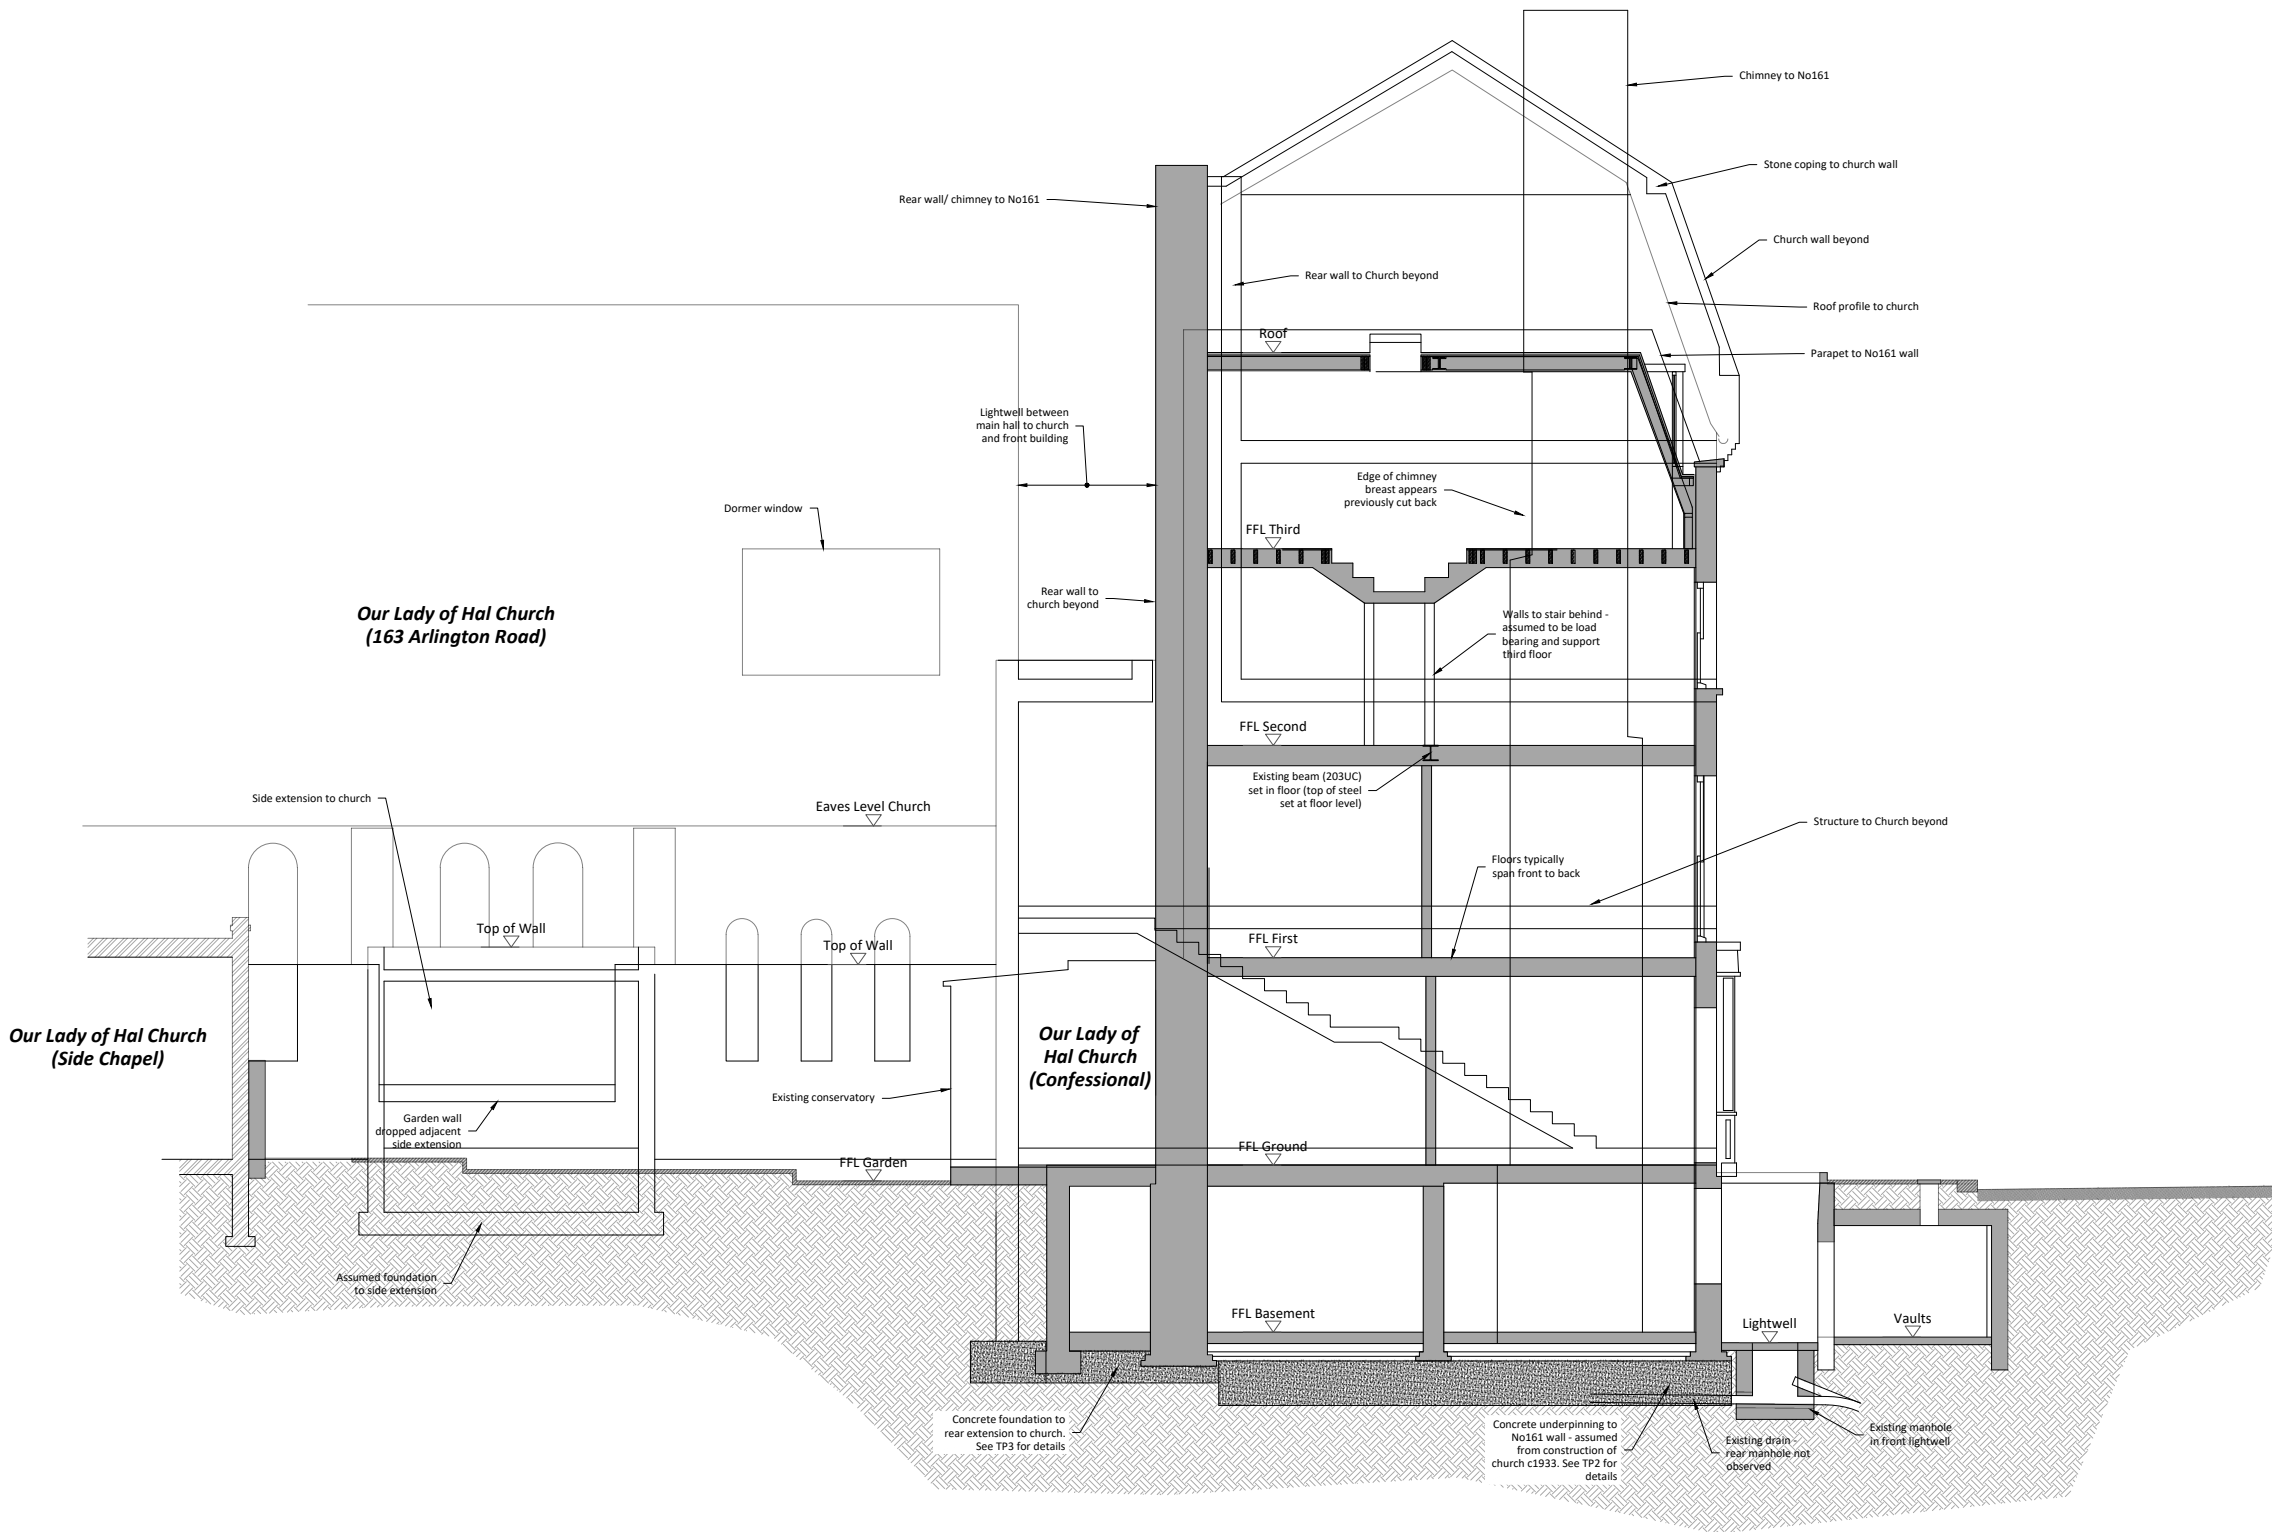 Chimney to No161
Stone coping to church wall
Rear wall/ chimney to No161
Church wall beyond
Rear wall to Church beyond
Roof profile to church
Roof
Parapet to No161 wall
Lightwell between
main hall to church
and front building
Edge of chimney
breast appears
previously cut back
Dormer window
FFL Third
Rear wall to
church beyond
Our Lady of Hal Church
(163 Arlington Road)
Walls to stair behind -
assumed to be load
bearing and support
third floor
FFL Second
Existing beam (203UC)
set in floor (top of steel
set at floor level)
Side extension to church
Eaves Level Church
Structure to Church beyond
Floors typically
span front to back
Top of Wall
Top of Wall
FFL First
Our Lady of Hal Church
(Side Chapel)
Our Lady of
Hal Church
(Confessional)
Existing conservatory
Garden wall
dropped adjacent
side extension
FFL Garden
FFL Ground
Assumed foundation
to side extension
FFL Basement
Lightwell
Vaults
Concrete foundation to
rear extension to church.
See TP3 for details
Concrete underpinning to
No161 wall - assumed
from construction of
church c1933. See TP2 for
details
Existing drain -
rear manhole not
observed
Existing manhole
in front lightwell